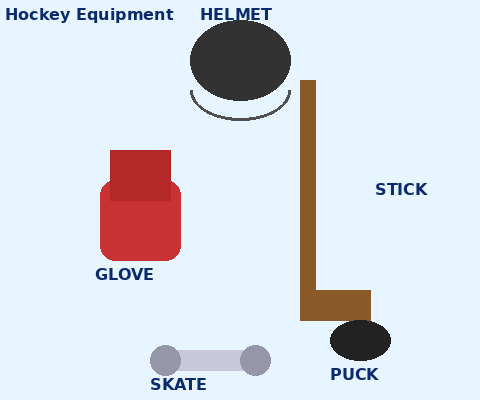 Hockey Equipment
HELMET
STICK
GLOVE
PUCK
SKATE